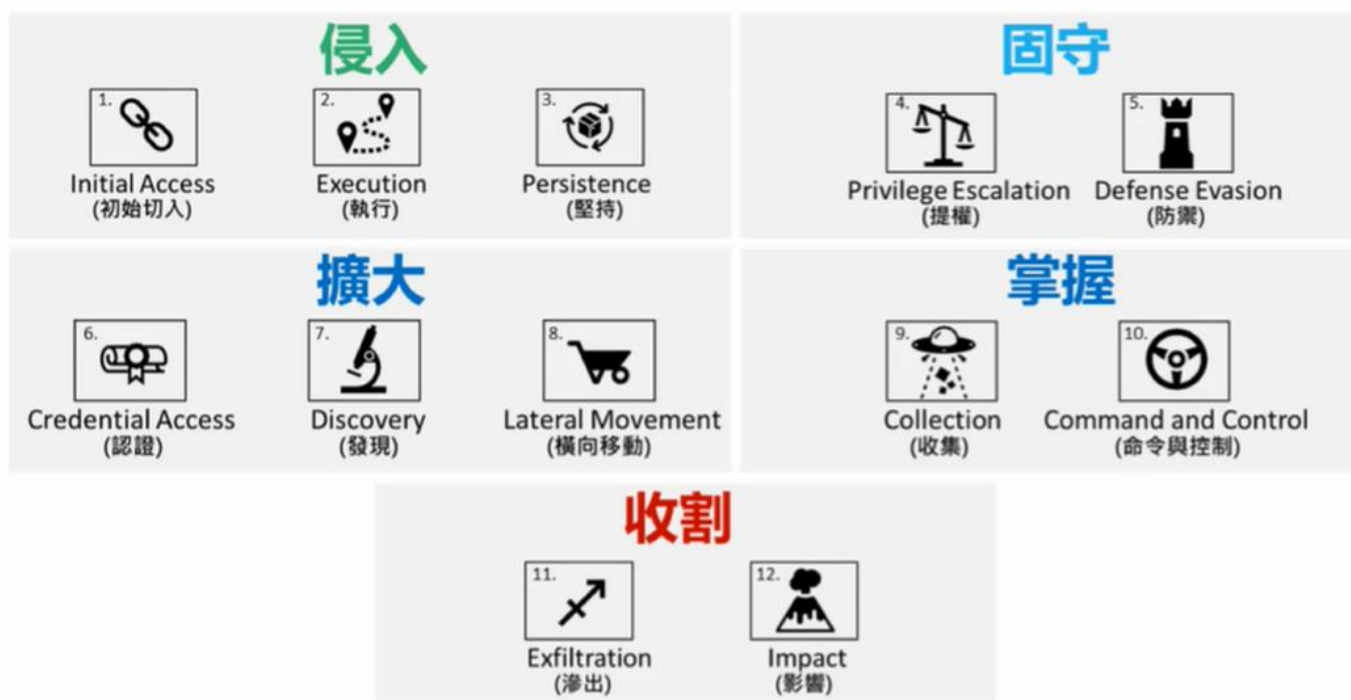 侵入
1.
Initial Access
(初始切入)
2.
Execution
(執行)
3.
Persistence
(堅持)
固守
4.
Privilege Escalation
(提權)
5.
Defense Evasion
(防禦)
擴大
6.
Credential Access
(認證)
7.
Discovery
(發現)
8.
Lateral Movement
(橫向移動)
掌握
9.
Collection
(收集)
10.
Command and Control
(命令與控制)
收割
11.
Exfiltration
(滲出)
12.
Impact
(影響)